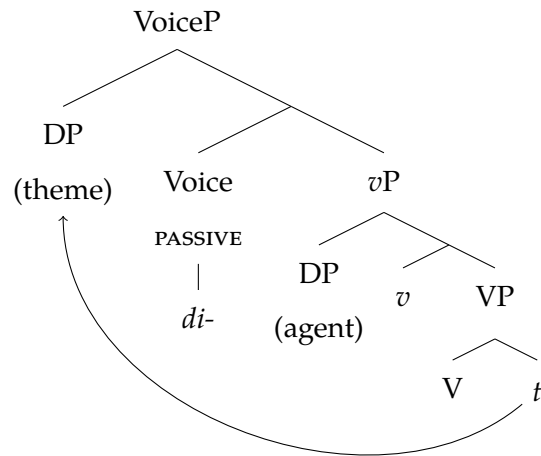 VoiceP
DP
(theme)
Voice
PASSIVE
di-
vP
DP
(agent)
v
VP
V
t